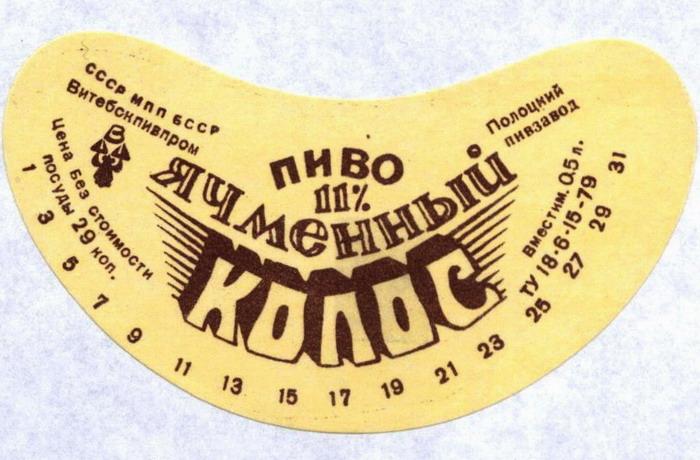 СССР МПП БССР
Витебскпивпром
Цена без стоимости
посуды 29 коп.
ПИВО
11%
ЯЧМЕННЫЙ
КОЛОС
Полоцкий
пивзавод
Вместим. 0,5 л.
ТУ 18-6-15-79
1 3 5 7 9 11 13 15 17 19 21 23 25 27 29 31